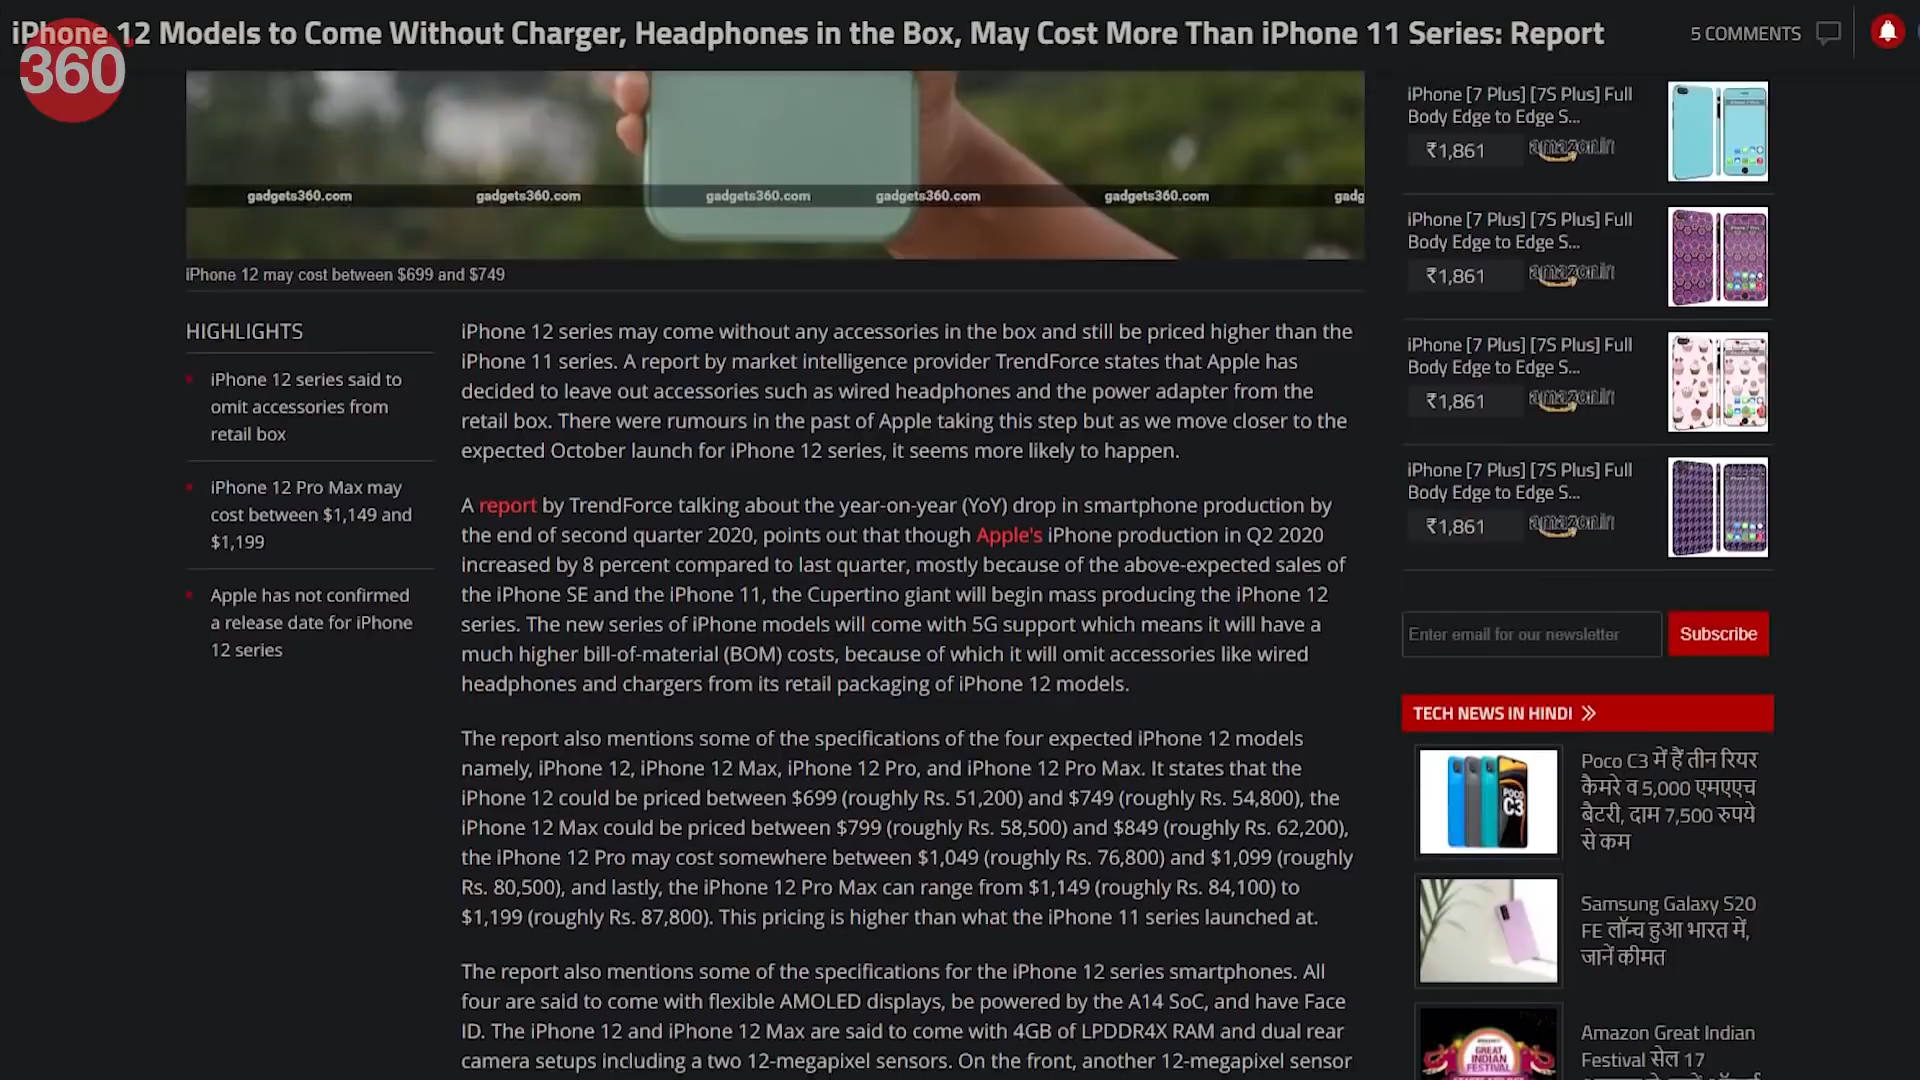 iPhone 12 Models to Come Without Charger, Headphones in the Box, May Cost More Than iPhone 11 Series: Report
5 COMMENTS
360
gadgets360.com gadgets360.com gadgets360.com gadgets360.com gadgets360.com gadg
iPhone 12 may cost between $699 and $749
HIGHLIGHTS
iPhone 12 series said to
omit accessories from
retail box
iPhone 12 Pro Max may
cost between $1,149 and
$1,199
Apple has not confirmed
a release date for iPhone
12 series
iPhone 12 series may come without any accessories in the box and still be priced higher than the
iPhone 11 series. A report by market intelligence provider TrendForce states that Apple has
decided to leave out accessories such as wired headphones and the power adapter from the
retail box. There were rumours in the past of Apple taking this step but as we move closer to the
expected October launch for iPhone 12 series, it seems more likely to happen.
A report by TrendForce talking about the year-on-year (YoY) drop in smartphone production by
the end of second quarter 2020, points out that though Apple's iPhone production in Q2 2020
increased by 8 percent compared to last quarter, mostly because of the above-expected sales of
the iPhone SE and the iPhone 11, the Cupertino giant will begin mass producing the iPhone 12
series. The new series of iPhone models will come with 5G support which means it will have a
much higher bill-of-material (BOM) costs, because of which it will omit accessories like wired
headphones and chargers from its retail packaging of iPhone 12 models.
The report also mentions some of the specifications of the four expected iPhone 12 models
namely, iPhone 12, iPhone 12 Max, iPhone 12 Pro, and iPhone 12 Pro Max. It states that the
iPhone 12 could be priced between $699 (roughly Rs. 51,200) and $749 (roughly Rs. 54,800), the
iPhone 12 Max could be priced between $799 (roughly Rs. 58,500) and $849 (roughly Rs. 62,200),
the iPhone 12 Pro may cost somewhere between $1,049 (roughly Rs. 76,800) and $1,099 (roughly
Rs. 80,500), and lastly, the iPhone 12 Pro Max can range from $1,149 (roughly Rs. 84,100) to
$1,199 (roughly Rs. 87,800). This pricing is higher than what the iPhone 11 series launched at.
The report also mentions some of the specifications for the iPhone 12 series smartphones. All
four are said to come with flexible AMOLED displays, be powered by the A14 SoC, and have Face
ID. The iPhone 12 and iPhone 12 Max are said to come with 4GB of LPDDR4X RAM and dual rear
camera setups including a two 12-megapixel sensors. On the front, another 12-megapixel sensor
iPhone [7 Plus] [7S Plus] Full
Body Edge to Edge S...
₹1,861 amazon.in
iPhone [7 Plus] [7S Plus] Full
Body Edge to Edge S...
₹1,861 amazon.in
iPhone [7 Plus] [7S Plus] Full
Body Edge to Edge S...
₹1,861 amazon.in
iPhone [7 Plus] [7S Plus] Full
Body Edge to Edge S...
₹1,861 amazon.in
Enter email for our newsletter Subscribe
TECH NEWS IN HINDI
POCO
C3
Poco C3 में हैं तीन रियर
कैमरे व 5,000 एमएएच
बैटरी, दाम 7,500 रुपये
से कम
Samsung Galaxy S20
FE लॉन्च हुआ भारत में,
जानें कीमत
GREAT
INDIAN
FESTIVAL
Amazon Great Indian
Festival सेल 17